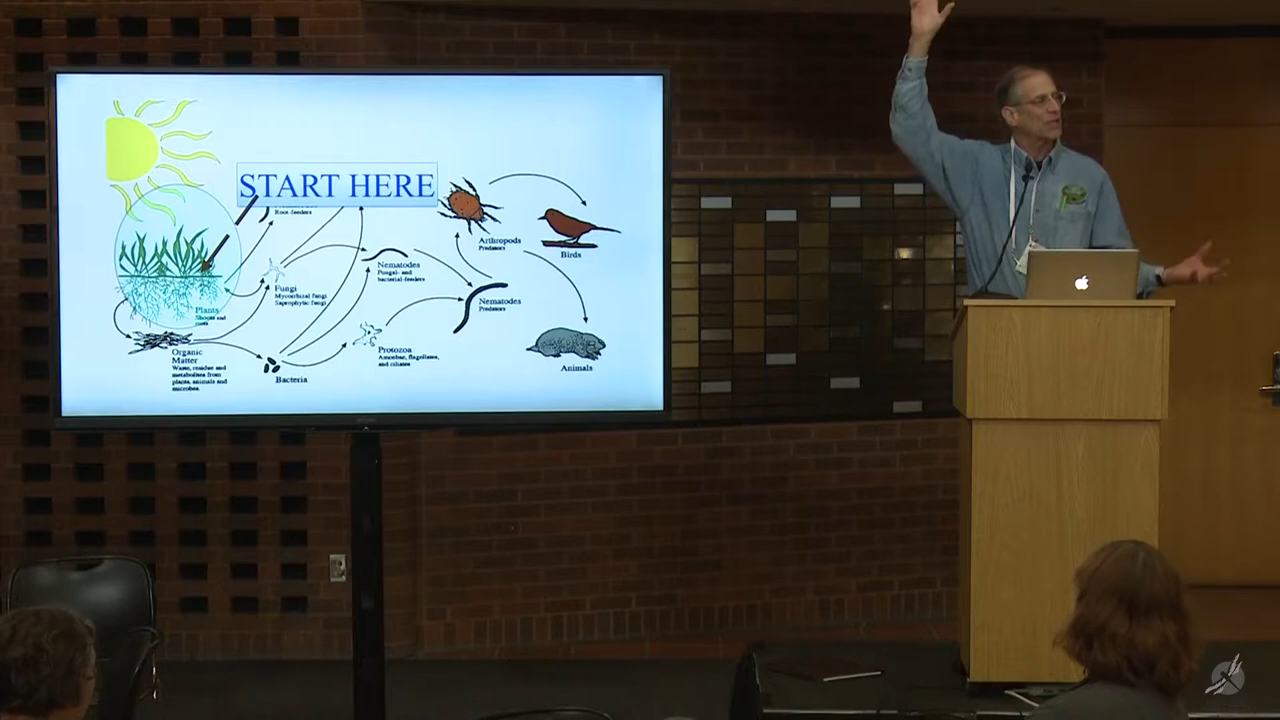 START HERE
Root-feeders
Arthropods
Predators
Birds
Nematodes
Fungal- and
bacterial-feeders
Fungi
Mycorrhizal fungi
Saprophytic fungi
Nematodes
Predators
Plants
Shoots and
roots
Organic
Matter
Waste, residue and
metabolites from
plants, animals and
microbes.
Protozoa
Amoebae, flagellates,
and ciliates
Bacteria
Animals